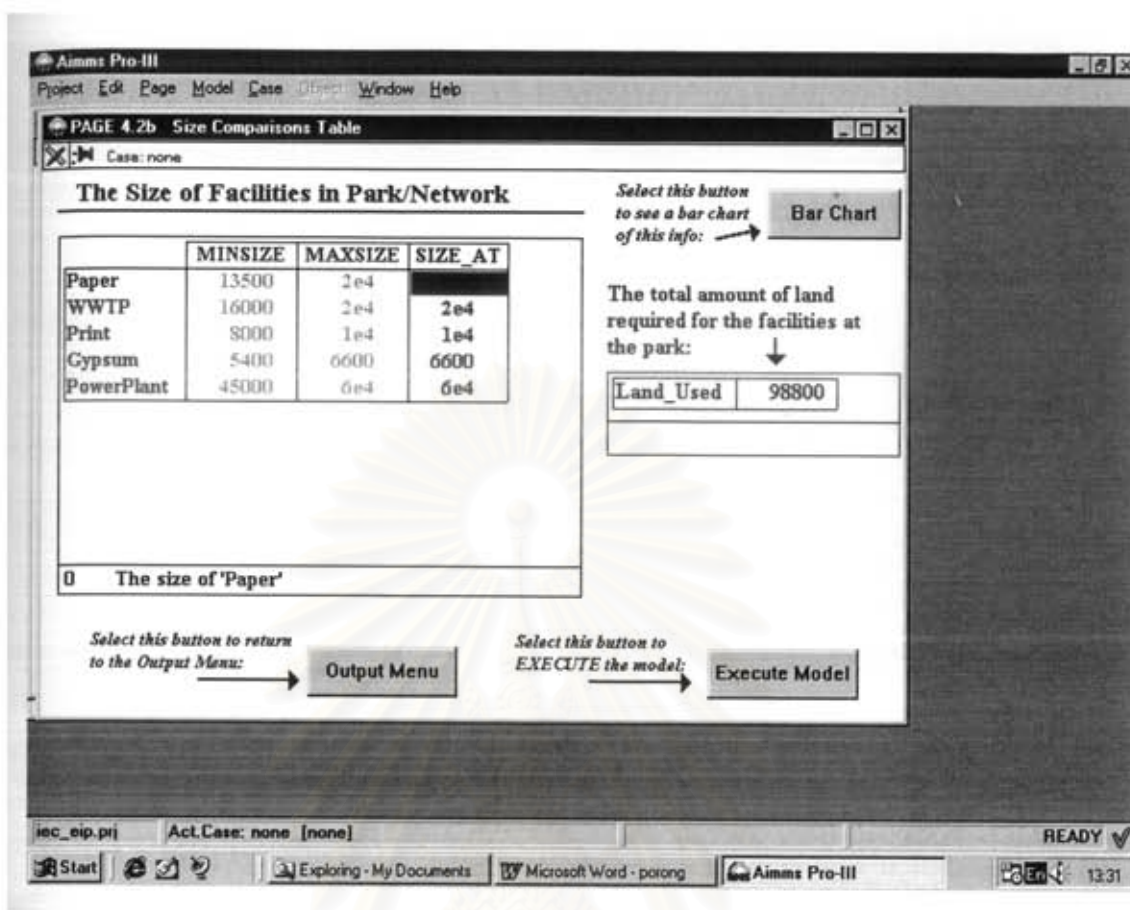 Aimms Pro-III
Project Edit Page Model Case Object Window Help
PAGE 4.2b Size Comparisons Table
Case: none
The Size of Facilities in Park/Network
Select this button
to see a bar chart
of this info:
Bar Chart
MINSIZE MAXSIZE SIZE_AT
Paper 13500 2e4
WWTP 16000 2e4 2e4
Print 8000 1e4 1e4
Gypsum 5400 6600 6600
PowerPlant 45000 6e4 6e4
The total amount of land
required for the facilities at
the park:
Land_Used 98800
0 The size of 'Paper'
Select this button to return
to the Output Menu:
Output Menu
Select this button to
EXECUTE the model:
Execute Model
iec_eip.prj Act.Case: none [none] READY
Start Exploring - My Documents Microsoft Word - porong Aimms Pro-III En 13:31